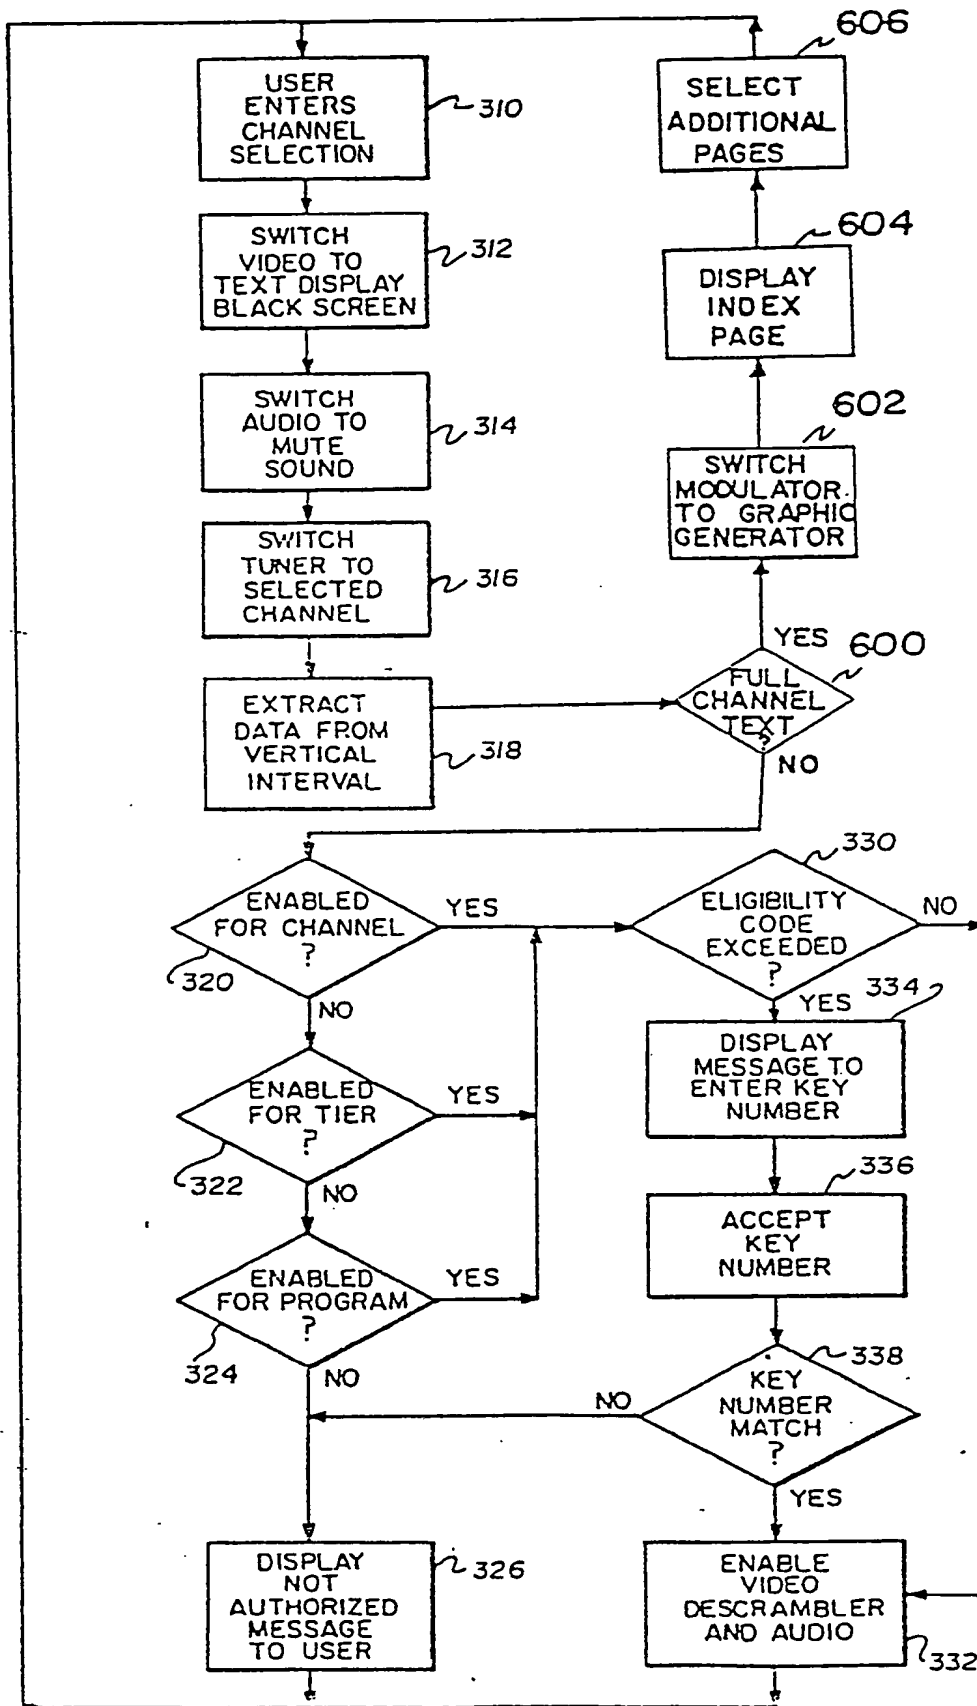 USER
ENTERS
CHANNEL
SELECTION
310
SWITCH
VIDEO TO
TEXT DISPLAY
BLACK SCREEN
312
SWITCH
AUDIO TO
MUTE
SOUND
314
SWITCH
TUNER TO
SELECTED
CHANNEL
316
EXTRACT
DATA FROM
VERTICAL
INTERVAL
318
606
SELECT
ADDITIONAL
PAGES
604
DISPLAY
INDEX
PAGE
602
SWITCH
MODULATOR
TO GRAPHIC
GENERATOR
YES
600
FULL
CHANNEL
TEXT
?
NO
ENABLED
FOR CHANNEL
?
320
YES
NO
ENABLED
FOR TIER
?
322
YES
NO
ENABLED
FOR PROGRAM
?
324
YES
NO
DISPLAY
NOT
AUTHORIZED
MESSAGE
TO USER
326
330
ELIGIBILITY
CODE
EXCEEDED
?
NO
YES
334
DISPLAY
MESSAGE TO
ENTER KEY
NUMBER
336
ACCEPT
KEY
NUMBER
338
KEY
NUMBER
MATCH
?
NO
YES
ENABLE
VIDEO
DESCRAMBLER
AND AUDIO
332